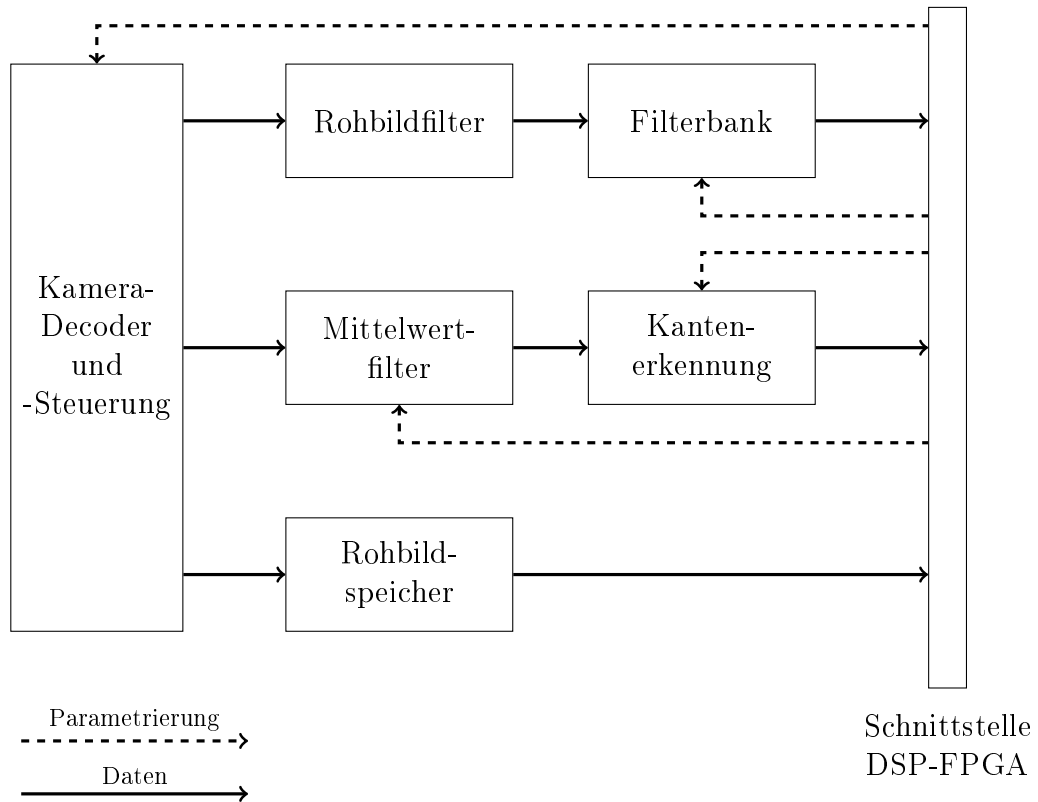 Rohbildfilter
Filterbank
Kamera-
Decoder
und
-Steuerung
Mittelwert-
filter
Kanten-
erkennung
Rohbild-
speicher
Parametrierung
Daten
Schnittstelle
DSP-FPGA